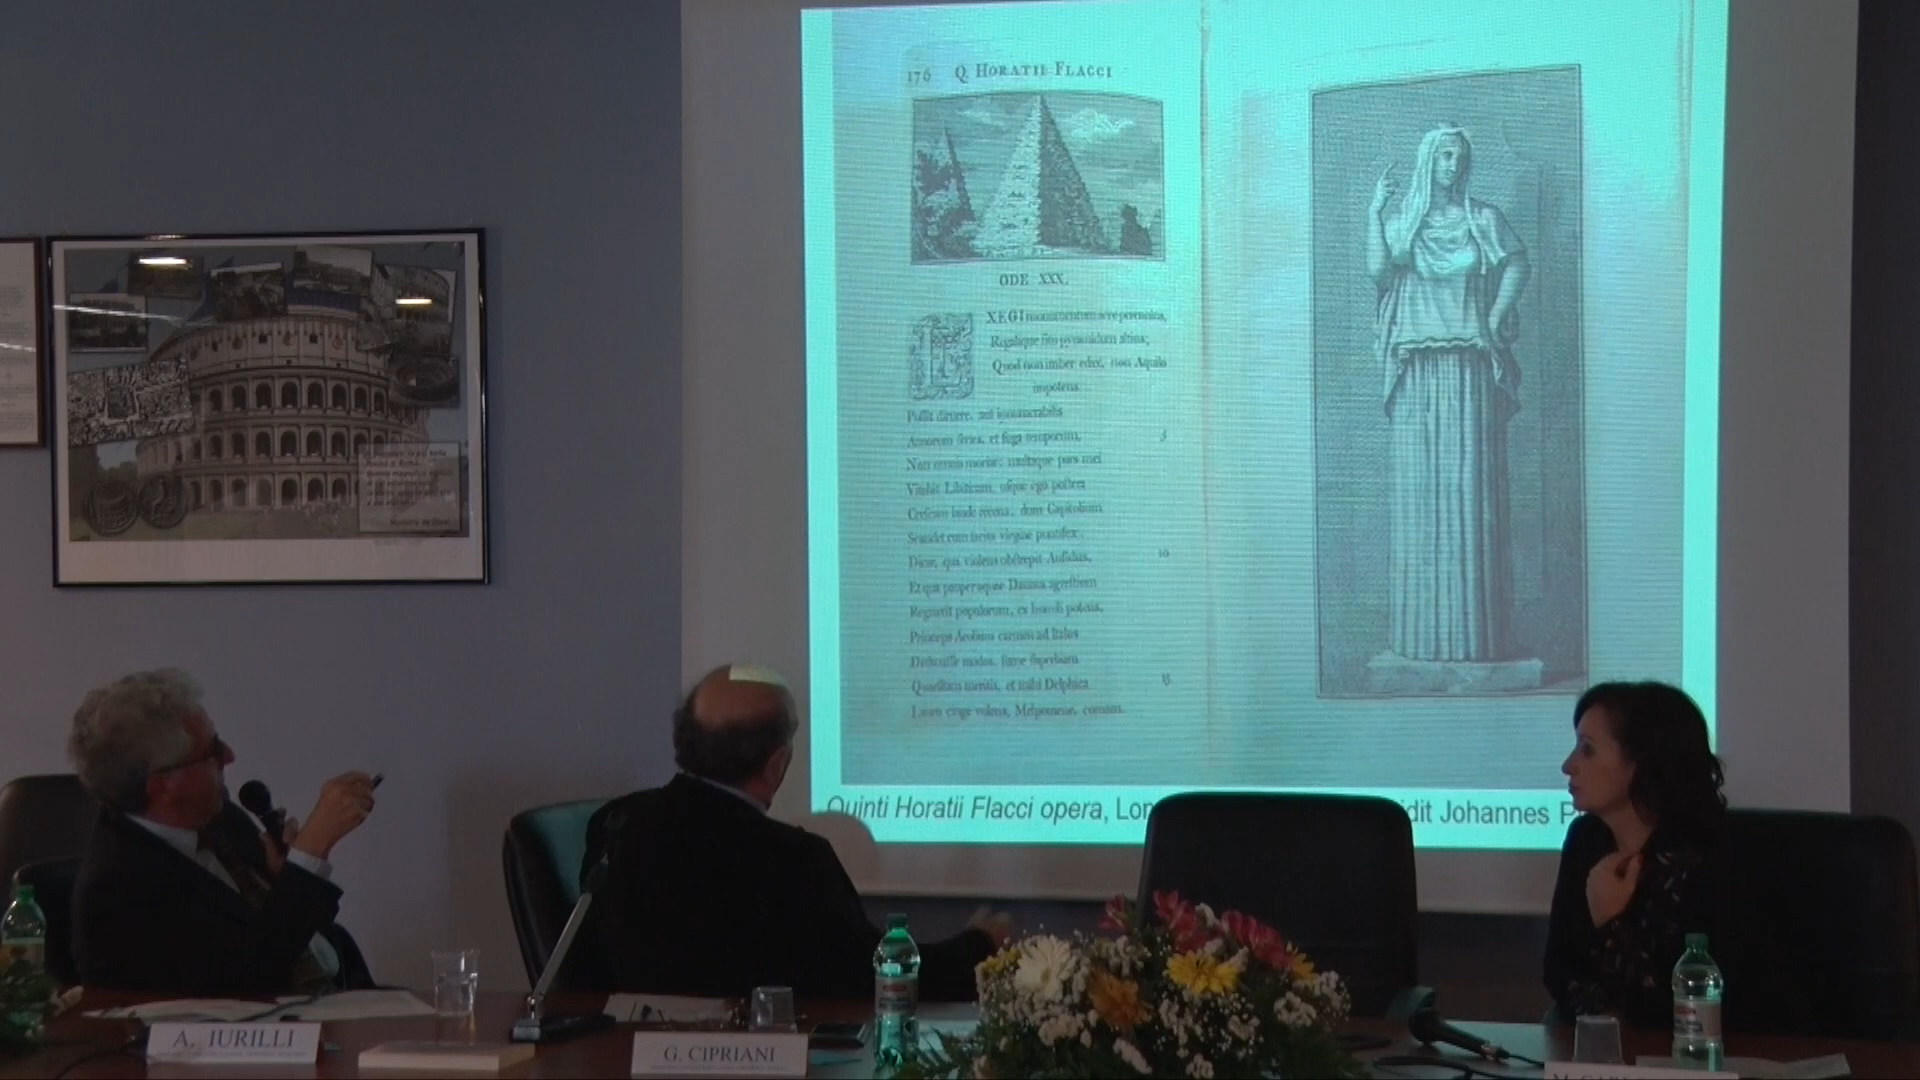 176 Q. HORATII FLACCI
ODE XXX.
EXEGI monumentum ære perennius,
Regalique situ pyramidum altius;
Quod non imber edax, non Aquilo
impotens
Possit diruere, aut innumerabilis
Annorum series, et fuga temporum. 5
Non omnis moriar; multaque pars mei
Vitabit Libitinam. usque ego postera
Crescam laude recens, dum Capitolium
Scandet cum tacita virgine pontifex.
Dicar, qua violens obstrepit Aufidus, 10
Et qua pauper aquae Daunus agrestium
Regnavit populorum, ex humili potens,
Princeps Aeolium carmen ad Italos
Deduxisse modos. sume superbiam
Quaesitam meritis, et mihi Delphica 15
Lauro cinge volens, Melpomene, comam.
Quinti Horatii Flacci opera, Lon
dit Johannes P
A. IURILLI
G. CIPRIANI